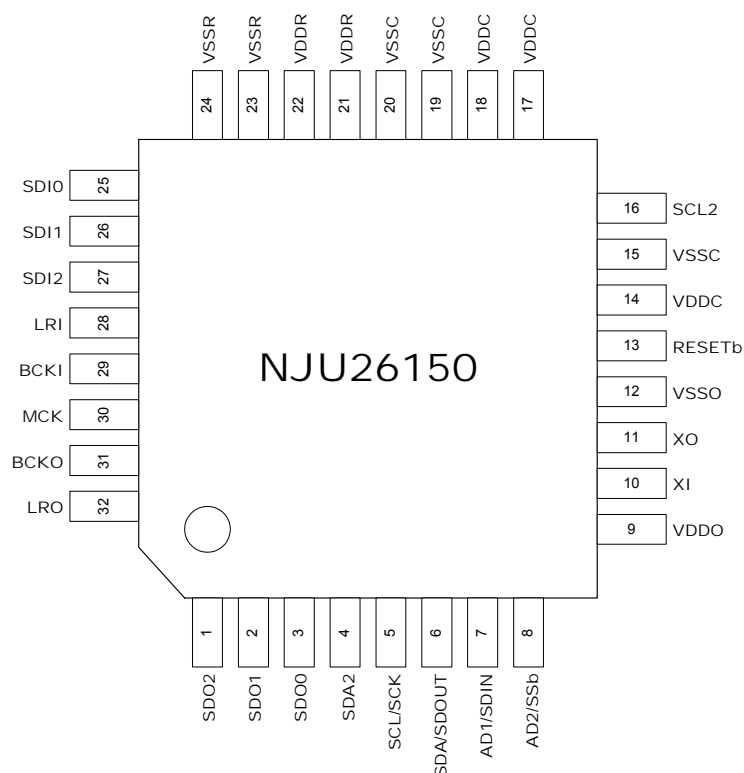 VSSR
VSSR
VDDR
VDDR
VSSC
VSSC
VDDC
VDDC
24
23
22
21
20
19
18
17
SDI0
25
SDI1
26
SDI2
27
LRI
28
BCKI
29
MCK
30
BCKO
31
LRO
32
NJU26150
16
SCL2
15
VSSC
14
VDDC
13
RESETb
12
VSSO
11
XO
10
XI
9
VDDO
1
2
3
4
5
6
7
8
SDO2
SDO1
SDO0
SDA2
SCL/SCK
SDA/SDOUT
AD1/SDIN
AD2/SSb